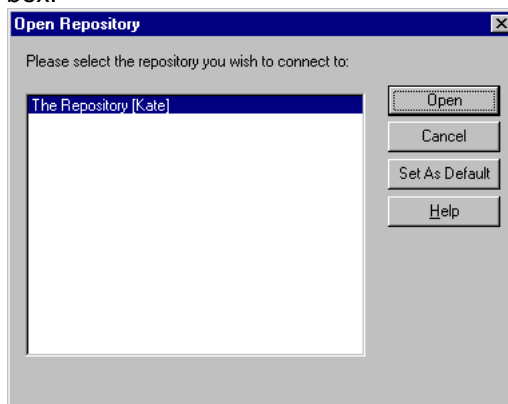 box.
Open Repository
Please select the repository you wish to connect to:
The Repository [Kate]
Open
Cancel
Set As Default
Help